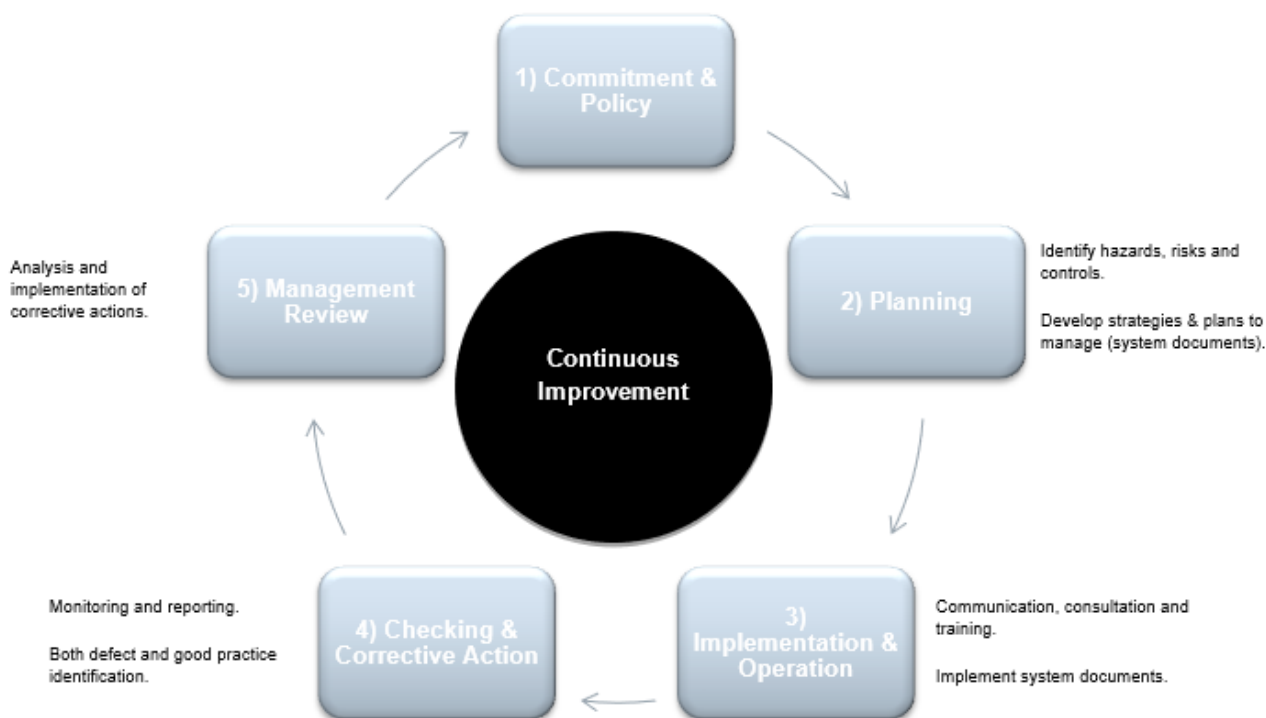 1) Commitment &
Policy
2) Planning
Identify hazards, risks and
controls.
Develop strategies & plans to
manage (system documents).
3)
Implementation &
Operation
Communication, consultation and
training.
Implement system documents.
4) Checking &
Corrective Action
Monitoring and reporting.
Both defect and good practice
identification.
5) Management
Review
Analysis and
implementation of
corrective actions.
Continuous
Improvement